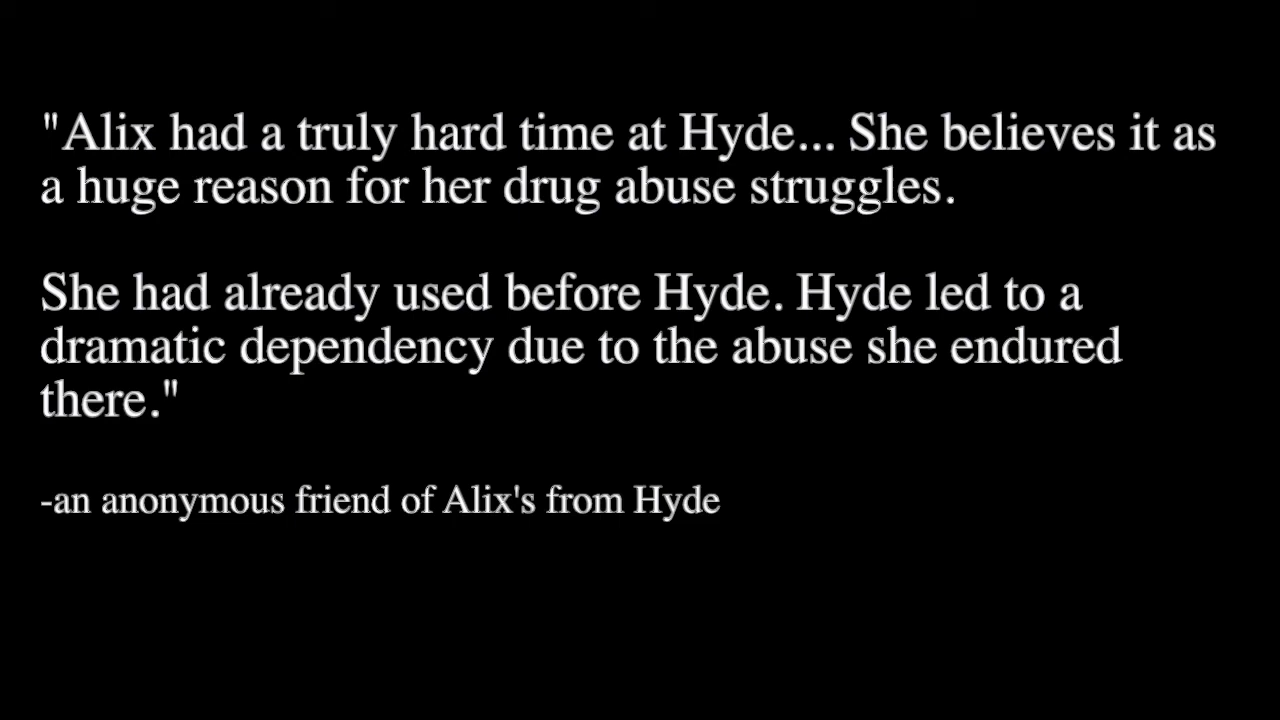 "Alix had a truly hard time at Hyde... She believes it as
a huge reason for her drug abuse struggles.
She had already used before Hyde. Hyde led to a
dramatic dependency due to the abuse she endured
there."
-an anonymous friend of Alix's from Hyde